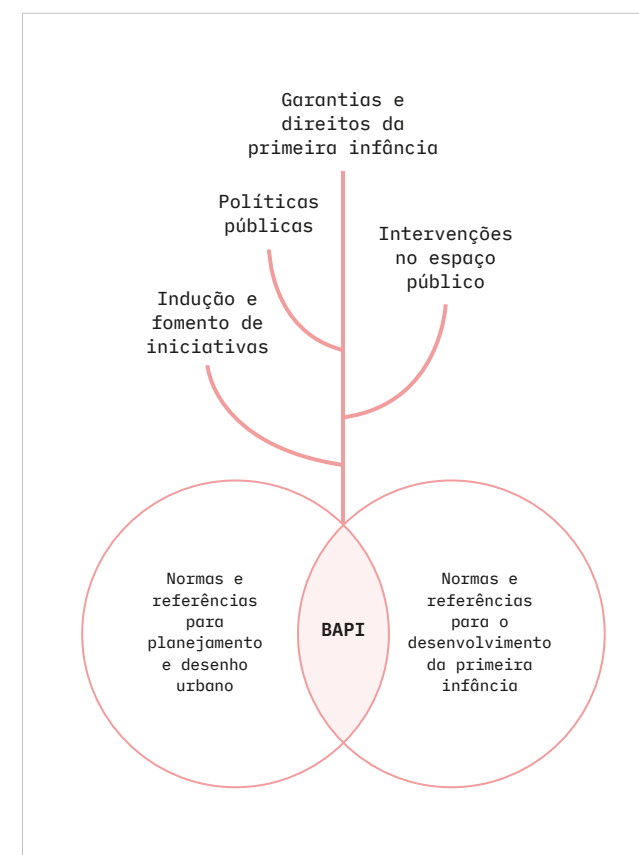 Garantias e
direitos da
primeira infância
Políticas
públicas
Intervenções
no espaço
público
Indução e
fomento de
iniciativas
Normas e
referências
para
planejamento
e desenho
urbano
BAPI
Normas e
referências
para o
desenvolvimento
da primeira
infância